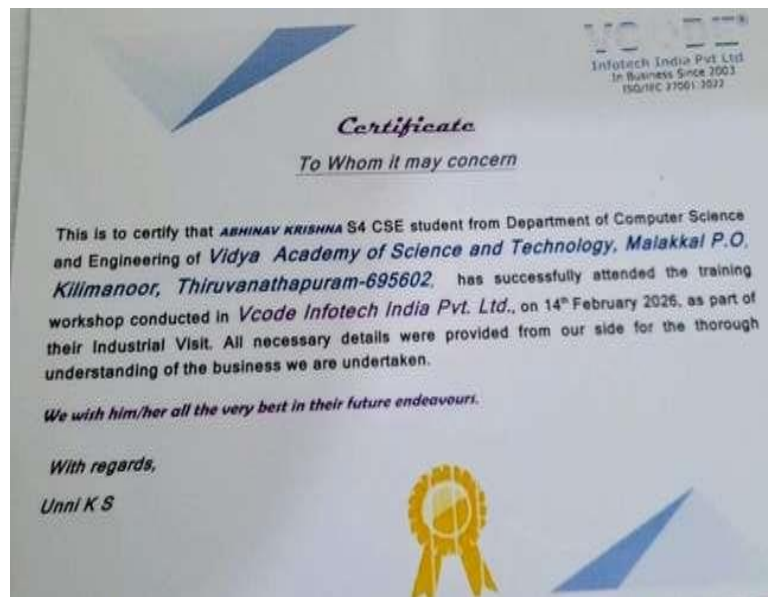 VCODE®
Infotech India Pvt Ltd
In Business Since 2003
ISO/IEC 27001:2022
Certificate
To Whom it may concern
This is to certify that ABHINAV KRISHNA S4 CSE student from Department of Computer Science
and Engineering of Vidya Academy of Science and Technology, Malakkal P.O,
Kilimanoor, Thiruvanathapuram-695602, has successfully attended the training
workshop conducted in Vcode Infotech India Pvt. Ltd., on 14th February 2026, as part of
their Industrial Visit. All necessary details were provided from our side for the thorough
understanding of the business we are undertaken.
We wish him/her all the very best in their future endeavours.
With regards,
Unni K S